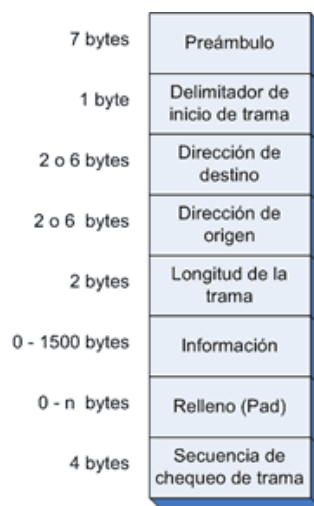 7 bytes
Preámbulo
1 byte
Delimitador de
inicio de trama
2 o 6 bytes
Dirección de
destino
2 o 6 bytes
Dirección de
origen
2 bytes
Longitud de la
trama
0 - 1500 bytes
Información
0 - n bytes
Relleno (Pad)
4 bytes
Secuencia de
chequeo de trama